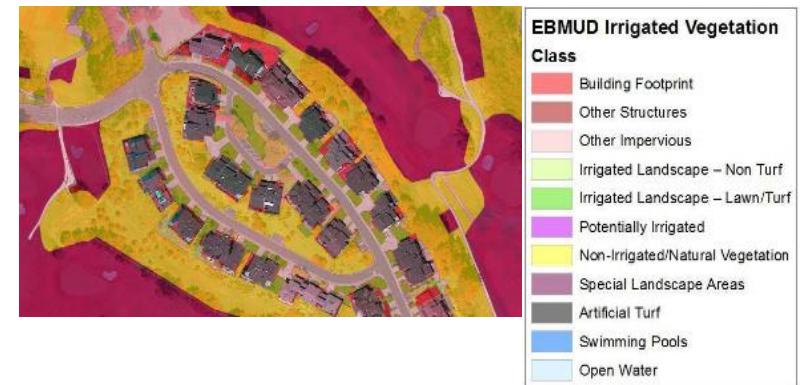 EBMUD Irrigated Vegetation
Class
Building Footprint
Other Structures
Other Impervious
Irrigated Landscape – Non Turf
Irrigated Landscape – Lawn/Turf
Potentially Irrigated
Non-Irrigated/Natural Vegetation
Special Landscape Areas
Artificial Turf
Swimming Pools
Open Water